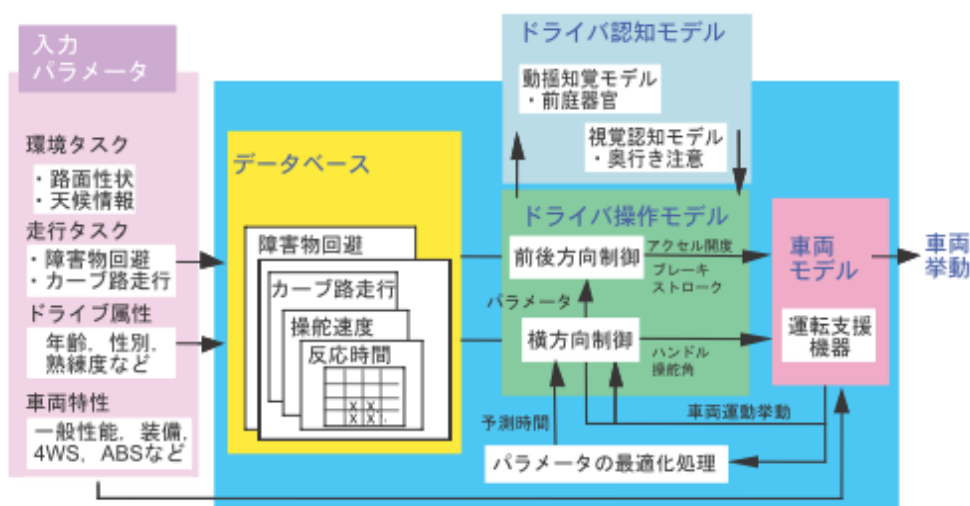 入力
パラメータ
環境タスク
・路面性状
・天候情報
走行タスク
・障害物回避
・カーブ路走行
ドライブ属性
年齢，性別，
熟練度など
車両特性
一般性能，装備，
4WS，ABSなど
データベース
障害物回避
カーブ路走行
操舵速度
反応時間
X X
X X
ドライバ認知モデル
動揺知覚モデル
・前庭器官
視覚認知モデル
・奥行き注意
ドライバ操作モデル
前後方向制御
アクセル開度
ブレーキ
ストローク
パラメータ
横方向制御
ハンドル
操舵角
予測時間
車両運動挙動
パラメータの最適化処理
車両
モデル
運転支援
機器
車両
挙動